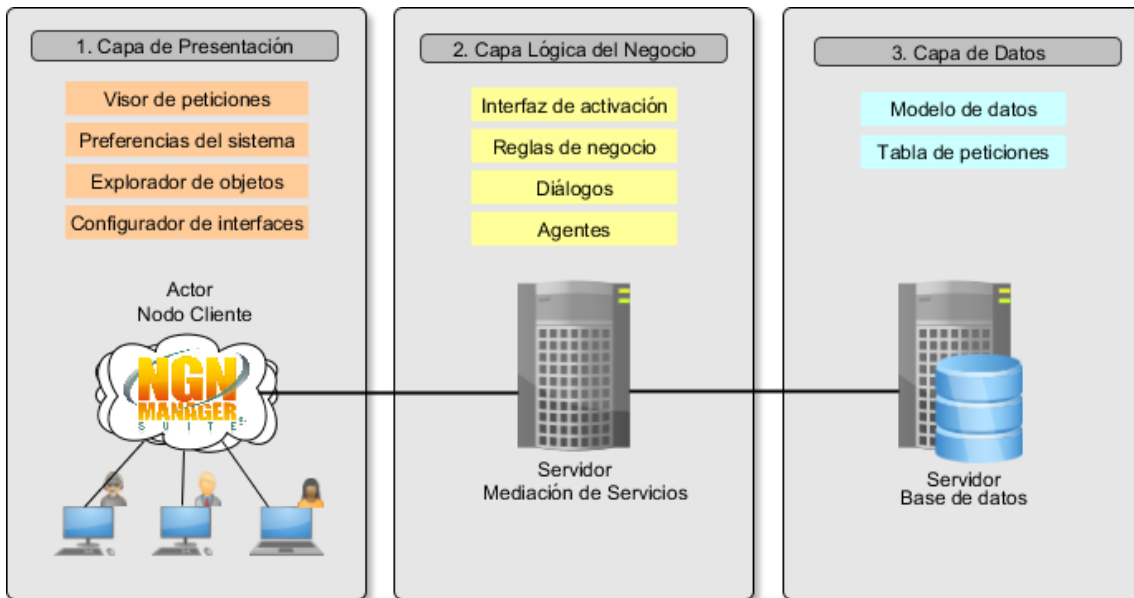 1. Capa de Presentación
Visor de peticiones
Preferencias del sistema
Explorador de objetos
Configurador de interfaces
Actor
Nodo Cliente
NGN
MANAGER
SUITE
2. Capa Lógica del Negocio
Interfaz de activación
Reglas de negocio
Diálogos
Agentes
Servidor
Mediación de Servicios
3. Capa de Datos
Modelo de datos
Tabla de peticiones
Servidor
Base de datos